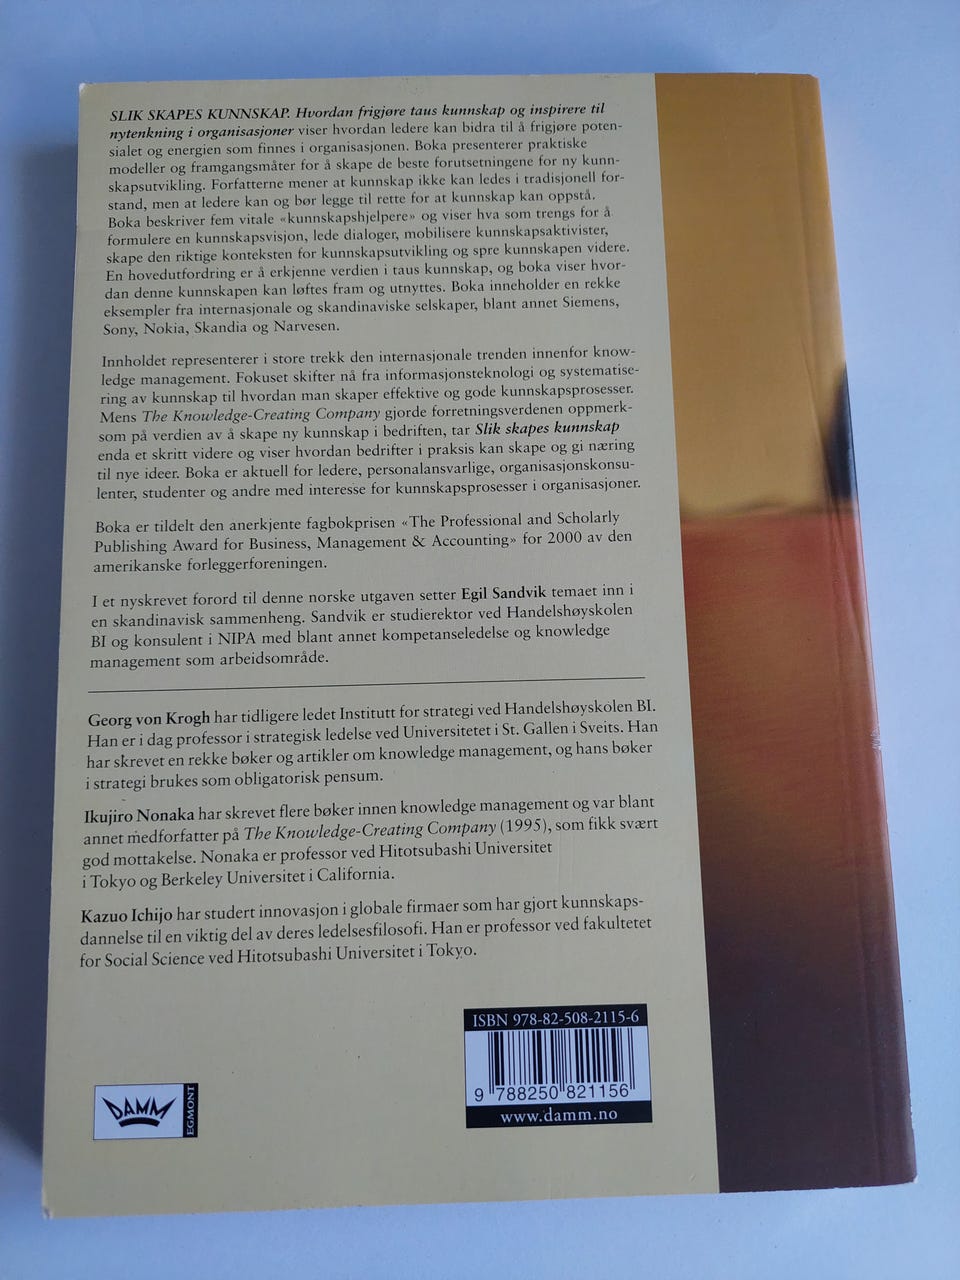 SLIK SKAPES KUNNSKAP. Hvordan frigjøre taus kunnskap og inspirere til
nytenkning i organisasjoner viser hvordan ledere kan bidra til å frigjøre poten-
sialet og energien som finnes i organisasjonen. Boka presenterer praktiske
modeller og framgangsmåter for å skape de beste forutsetningene for ny kunn-
skapsutvikling. Forfatterne mener at kunnskap ikke kan ledes i tradisjonell for-
stand, men at ledere kan og bør legge til rette for at kunnskap kan oppstå.
Boka beskriver fem vitale «kunnskapshjelpere» og viser hva som trengs for å
formulere en kunnskapsvisjon, lede dialoger, mobilisere kunnskapsaktivister,
skape den riktige konteksten for kunnskapsutvikling og spre kunnskapen videre.
En hovedutfordring er å erkjenne verdien i taus kunnskap, og boka viser hvor-
dan denne kunnskapen kan løftes fram og utnyttes. Boka inneholder en rekke
eksempler fra internasjonale og skandinaviske selskaper, blant annet Siemens,
Sony, Nokia, Skandia og Narvesen.
Innholdet representerer i store trekk den internasjonale trenden innenfor know-
ledge management. Fokuset skifter nå fra informasjonsteknologi og systematise-
ring av kunnskap til hvordan man skaper effektive og gode kunnskapsprosesser.
Mens The Knowledge-Creating Company gjorde forretningsverdenen oppmerk-
som på verdien av å skape ny kunnskap i bedriften, tar Slik skapes kunnskap
enda et skritt videre og viser hvordan bedrifter i praksis kan skape og gi næring
til nye ideer. Boka er aktuell for ledere, personalansvarlige, organisasjonskonsu-
lenter, studenter og andre med interesse for kunnskapsprosesser i organisasjoner.
Boka er tildelt den anerkjente fagbokprisen «The Professional and Scholarly
Publishing Award for Business, Management & Accounting» for 2000 av den
amerikanske forleggerforeningen.
I et nyskrevet forord til denne norske utgaven setter Egil Sandvik temaet inn i
en skandinavisk sammenheng. Sandvik er studierektor ved Handelshøyskolen
BI og konsulent i NIPA med blant annet kompetanseledelse og knowledge
management som arbeidsområde.
Georg von Krogh har tidligere ledet Institutt for strategi ved Handelshøyskolen BI.
Han er i dag professor i strategisk ledelse ved Universitetet i St. Gallen i Sveits. Han
har skrevet en rekke bøker og artikler om knowledge management, og hans bøker
i strategi brukes som obligatorisk pensum.
Ikujiro Nonaka har skrevet flere bøker innen knowledge management og var blant
annet medforfatter på The Knowledge-Creating Company (1995), som fikk svært
god mottakelse. Nonaka er professor ved Hitotsubashi Universitet
i Tokyo og Berkeley Universitet i California.
Kazuo Ichijo har studert innovasjon i globale firmaer som har gjort kunnskaps-
dannelse til en viktig del av deres ledelsesfilosofi. Han er professor ved fakultetet
for Social Science ved Hitotsubashi Universitet i Tokyo.
ISBN 978-82-508-2115-6
9 788250 821156
www.damm.no
DAMM
EGMONT